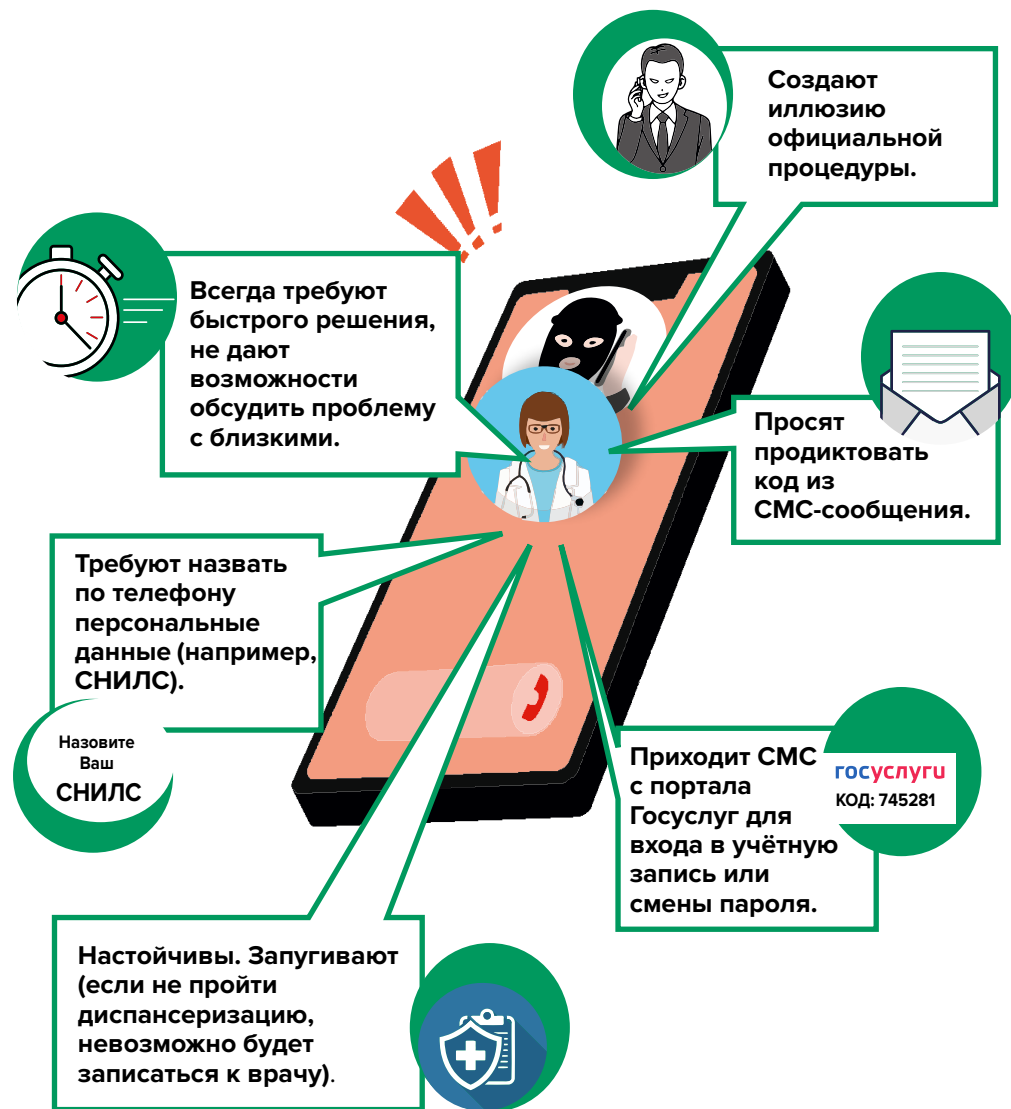 Создают
иллюзию
официальной
процедуры.
Всегда требуют
быстрого решения,
не дают
возможности
обсудить проблему
с близкими.
Просят
продиктовать
код из
СМС-сообщения.
Требуют назвать
по телефону
персональные
данные (например,
СНИЛС).
Назовите
Ваш
СНИЛС
Приходит СМС
с портала
Госуслуг для
входа в учётную
запись или
смены пароля.
госуслуги
КОД: 745281
Настойчивы. Запугивают
(если не пройти
диспансеризацию,
невозможно будет
записаться к врачу).